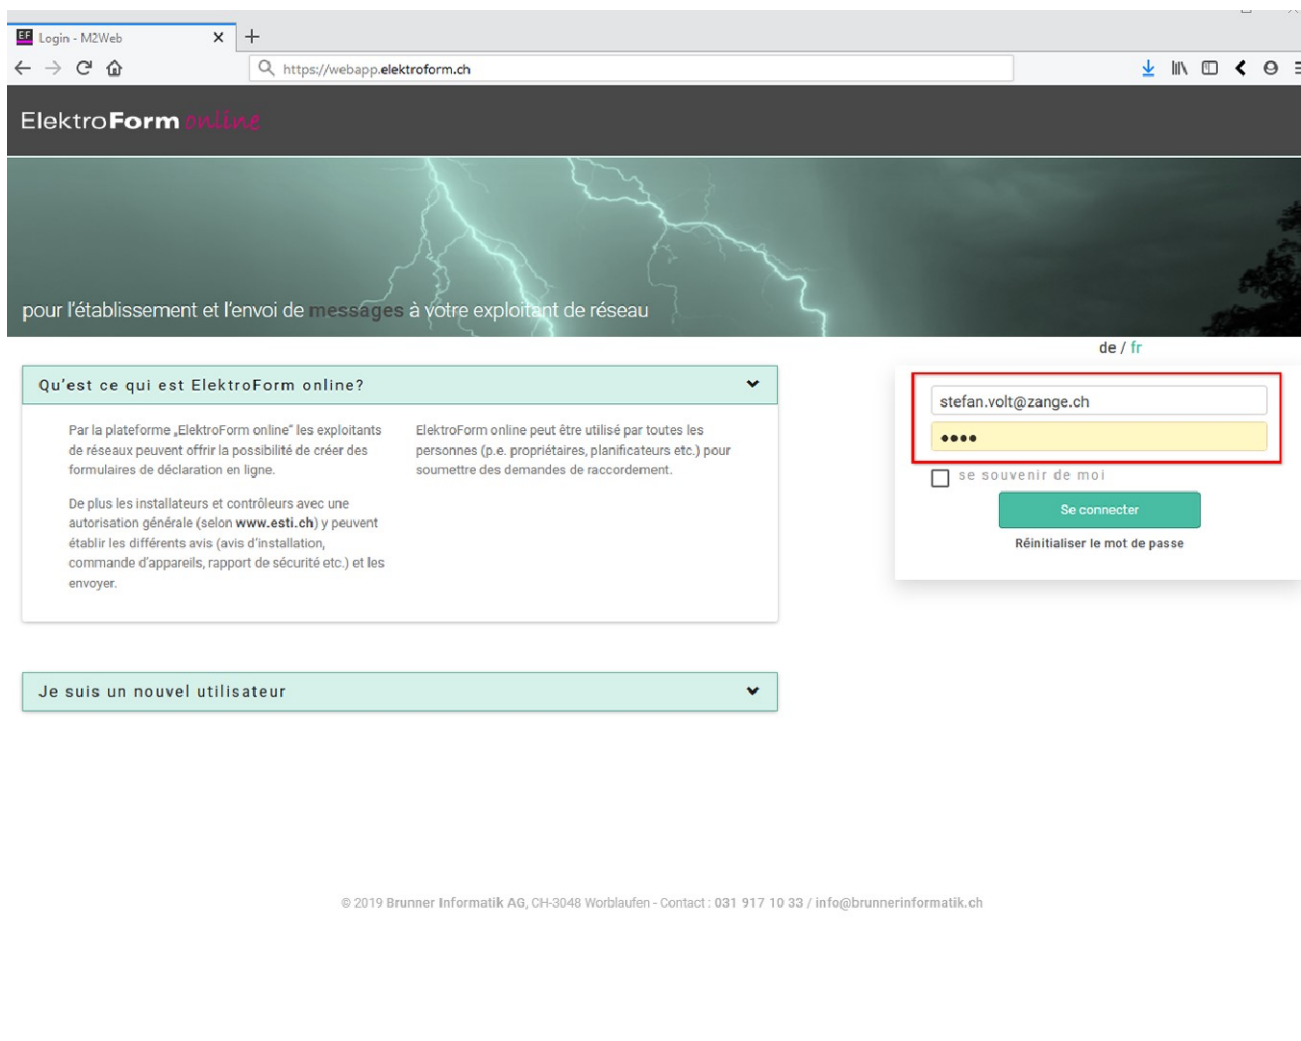 EF Login - M2Web
https://webapp.elektroform.ch
ElektroForm online
pour l'établissement et l'envoi de messages à votre exploitant de réseau
de / fr
Qu'est ce qui est ElektroForm online?
Par la plateforme „ElektroForm online" les exploitants
de réseaux peuvent offrir la possibilité de créer des
formulaires de déclaration en ligne.
De plus les installateurs et contrôleurs avec une
autorisation générale (selon www.esti.ch) y peuvent
établir les différents avis (avis d'installation,
commande d'appareils, rapport de sécurité etc.) et les
envoyer.
ElektroForm online peut être utilisé par toutes les
personnes (p.e. propriétaires, planificateurs etc.) pour
soumettre des demandes de raccordement.
stefan.volt@zange.ch
••••
se souvenir de moi
Se connecter
Réinitialiser le mot de passe
Je suis un nouvel utilisateur
© 2019 Brunner Informatik AG, CH-3048 Worblaufen - Contact : 031 917 10 33 / info@brunnerinformatik.ch